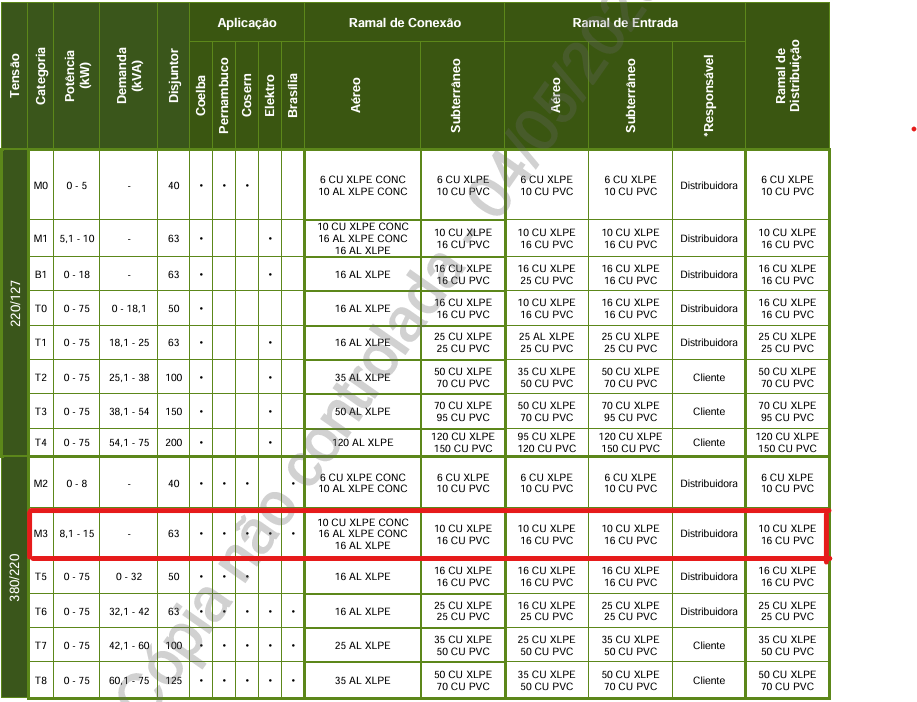 Tensão Categoria Potência (kW) Demanda (kVA) Disjuntor Aplicação Ramal de Conexão Ramal de Entrada Ramal de Distribuição
Coelba Pernambuco Cosern Elektro Brasília Aéreo Subterrâneo Aéreo Subterrâneo *Responsável
220/127
M0 0 - 5 - 40 • • • 6 CU XLPE CONC 6 CU XLPE 6 CU XLPE 6 CU XLPE Distribuidora 6 CU XLPE
10 AL XLPE CONC 10 CU PVC 10 CU PVC 10 CU PVC 10 CU PVC
10 CU XLPE CONC
M1 5,1 - 10 - 63 • • 16 AL XLPE CONC 10 CU XLPE 10 CU XLPE 10 CU XLPE Distribuidora 10 CU XLPE
16 AL XLPE 16 CU PVC 16 CU PVC 16 CU PVC 16 CU PVC
B1 0 - 18 - 63 • • 16 AL XLPE 16 CU XLPE 16 CU XLPE 16 CU XLPE Distribuidora 16 CU XLPE
16 CU PVC 25 CU PVC 16 CU PVC 16 CU PVC
T0 0 - 75 0 - 18,1 50 • 16 AL XLPE 16 CU XLPE 10 CU XLPE 16 CU XLPE Distribuidora 16 CU XLPE
16 CU PVC 16 CU PVC 16 CU PVC 16 CU PVC
T1 0 - 75 18,1 - 25 63 • • 16 AL XLPE 25 CU XLPE 25 AL XLPE 25 CU XLPE Distribuidora 25 CU XLPE
25 CU PVC 25 CU PVC 25 CU PVC 25 CU PVC
T2 0 - 75 25,1 - 38 100 • • 35 AL XLPE 50 CU XLPE 35 CU XLPE 50 CU XLPE Cliente 50 CU XLPE
70 CU PVC 50 CU PVC 70 CU PVC 70 CU PVC
T3 0 - 75 38,1 - 54 150 • • 50 AL XLPE 70 CU XLPE 50 CU XLPE 70 CU XLPE Cliente 70 CU XLPE
95 CU PVC 70 CU PVC 95 CU PVC 95 CU PVC
T4 0 - 75 54,1 - 75 200 • • 120 AL XLPE 120 CU XLPE 95 CU XLPE 120 CU XLPE Cliente 120 CU XLPE
150 CU PVC 120 CU PVC 150 CU PVC 150 CU PVC
380/220
M2 0 - 8 - 40 • • • • 6 CU XLPE CONC 6 CU XLPE 6 CU XLPE 6 CU XLPE Distribuidora 6 CU XLPE
10 AL XLPE CONC 10 CU PVC 10 CU PVC 10 CU PVC 10 CU PVC
10 CU XLPE CONC
M3 8,1 - 15 - 63 • • • • • 16 AL XLPE CONC 10 CU XLPE 10 CU XLPE 10 CU XLPE Distribuidora 10 CU XLPE
16 AL XLPE 16 CU PVC 16 CU PVC 16 CU PVC 16 CU PVC
T5 0 - 75 0 - 32 50 • • • 16 AL XLPE 16 CU XLPE 16 CU XLPE 16 CU XLPE Distribuidora 16 CU XLPE
16 CU PVC 16 CU PVC 16 CU PVC 16 CU PVC
T6 0 - 75 32,1 - 42 63 • • • • • 16 AL XLPE 25 CU XLPE 16 CU XLPE 25 CU XLPE Distribuidora 25 CU XLPE
25 CU PVC 25 CU PVC 25 CU PVC 25 CU PVC
T7 0 - 75 42,1 - 60 100 • • • • • 25 AL XLPE 35 CU XLPE 25 CU XLPE 35 CU XLPE Cliente 35 CU XLPE
50 CU PVC 50 CU PVC 50 CU PVC 50 CU PVC
T8 0 - 75 60,1 - 75 125 • • • • • 35 AL XLPE 50 CU XLPE 35 CU XLPE 50 CU XLPE Cliente 50 CU XLPE
70 CU PVC 50 CU PVC 70 CU PVC 70 CU PVC
Cópia não controlada - 04/05/202